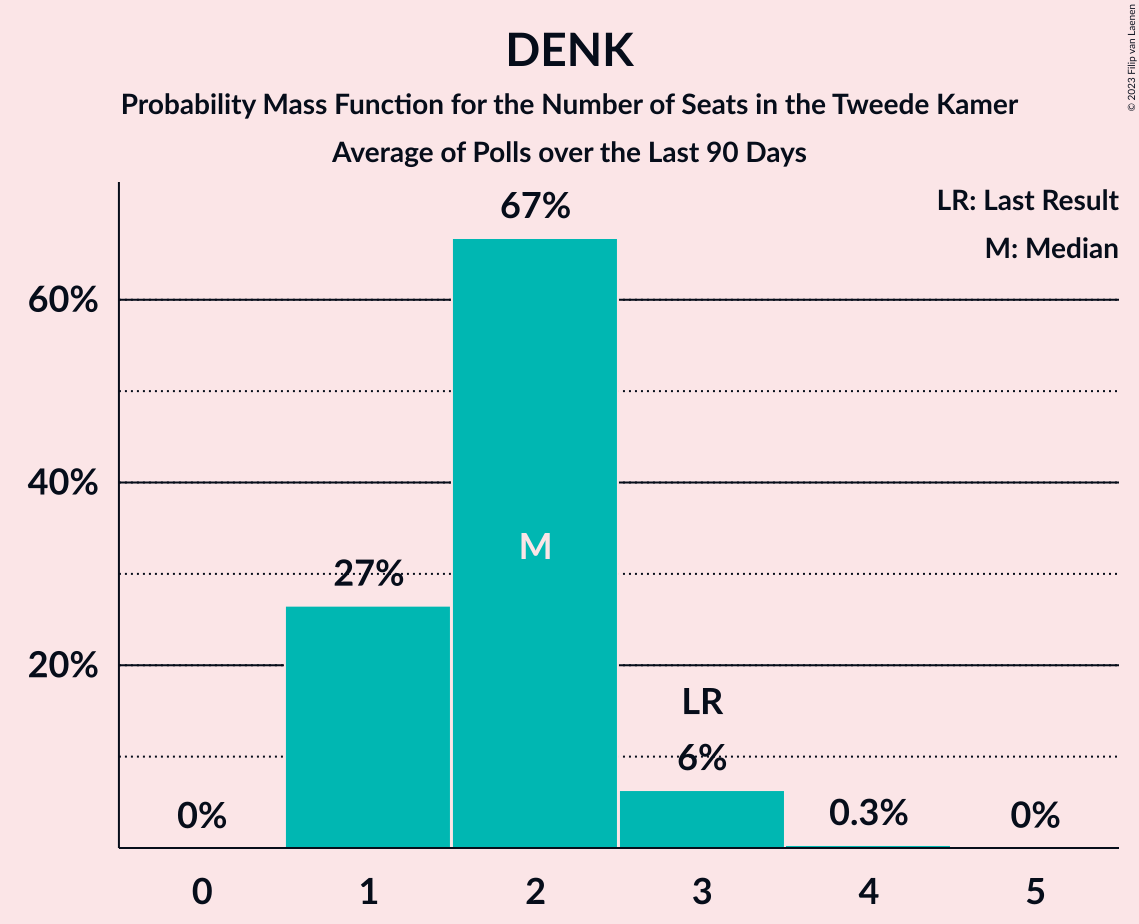 DENK
Probability Mass Function for the Number of Seats in the Tweede Kamer
Average of Polls over the Last 90 Days
© 2023 Filip van Laenen
LR: Last Result
M: Median
67%
60%
40%
M
27%
20%
LR
6%
0%
0.3%
0%
0 1 2 3 4 5